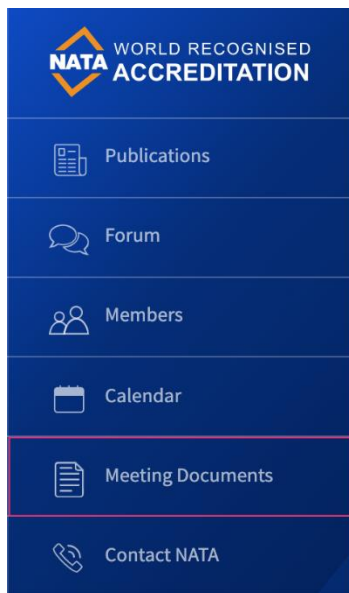 NATA
WORLD RECOGNISED
ACCREDITATION
Publications
Forum
Members
Calendar
Meeting Documents
Contact NATA